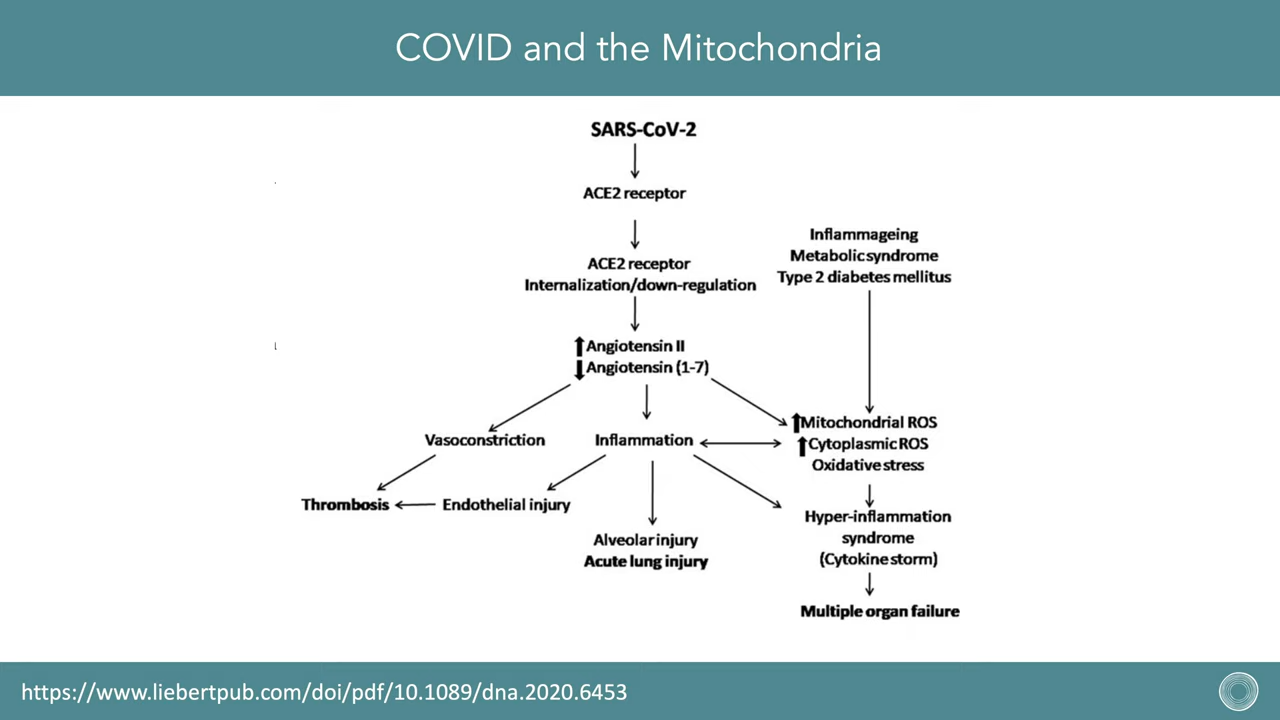 COVID and the Mitochondria
SARS-CoV-2
ACE2 receptor
ACE2 receptor
Internalization/down-regulation
Inflammageing
Metabolic syndrome
Type 2 diabetes mellitus
Angiotensin II
Angiotensin (1-7)
Vasoconstriction
Inflammation
Mitochondrial ROS
Cytoplasmic ROS
Oxidative stress
Thrombosis
Endothelial injury
Alveolar injury
Acute lung injury
Hyper-inflammation
syndrome
(Cytokine storm)
Multiple organ failure
https://www.liebertpub.com/doi/pdf/10.1089/dna.2020.6453